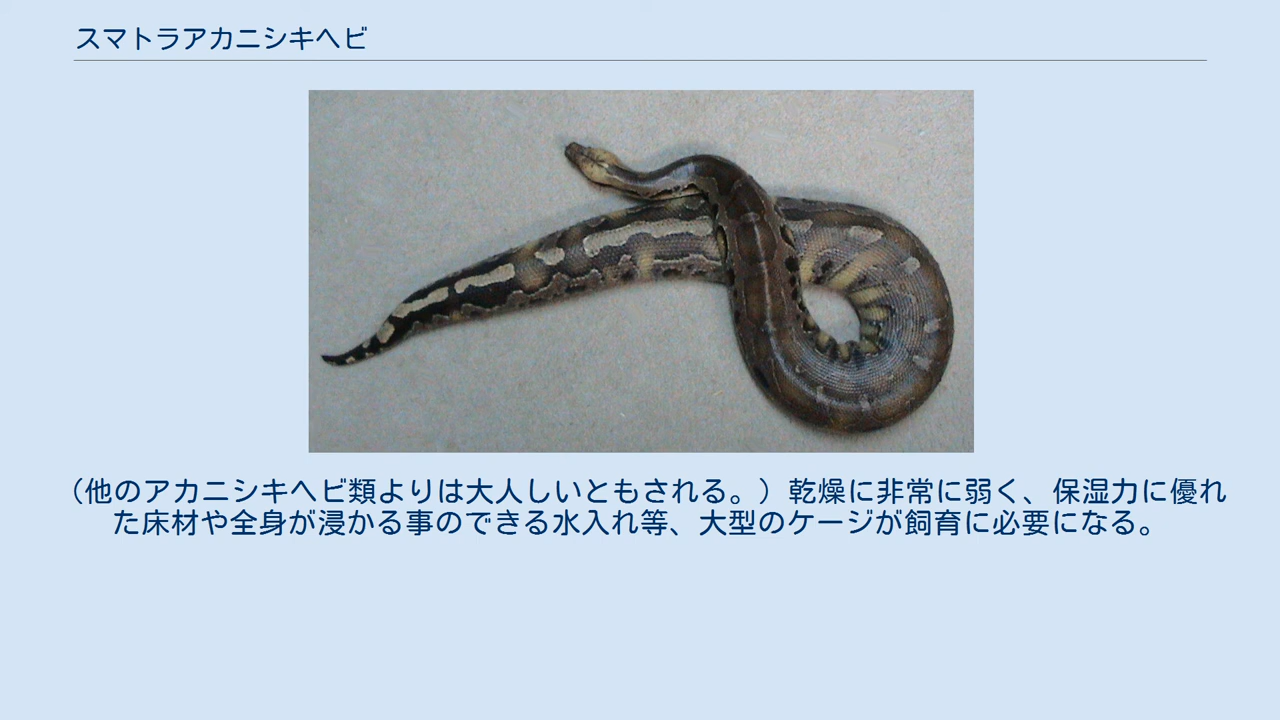 スマトラアカニシキヘビ
（他のアカニシキヘビ類よりは大人しいともされる。）乾燥に非常に弱く、保湿力に優れ
た床材や全身が浸かる事のできる水入れ等、大型のケージが飼育に必要になる。